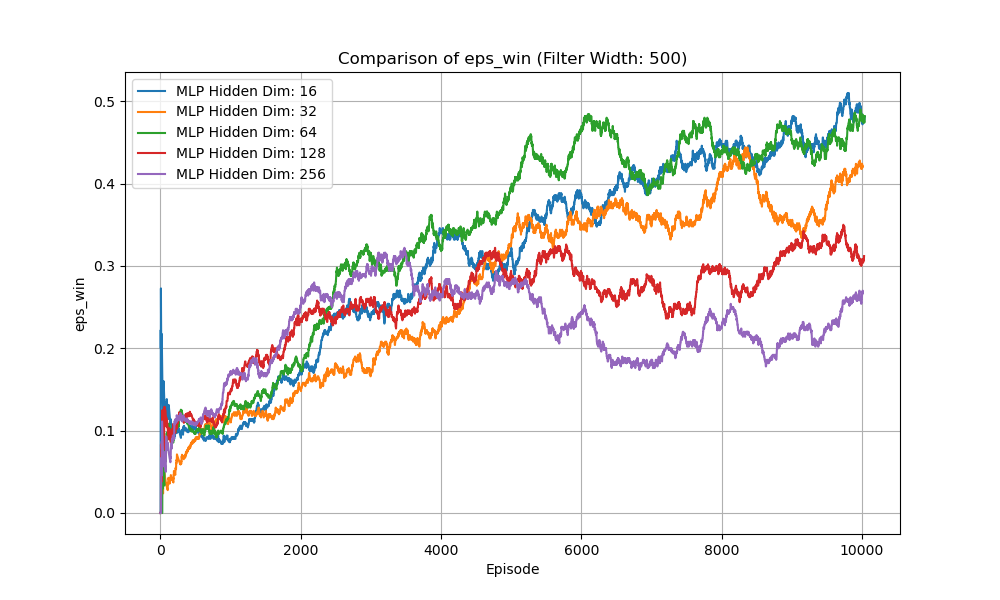 Comparison of eps_win (Filter Width: 500)
MLP Hidden Dim: 16
MLP Hidden Dim: 32
MLP Hidden Dim: 64
MLP Hidden Dim: 128
MLP Hidden Dim: 256
eps_win
0.5
0.4
0.3
0.2
0.1
0.0
0 2000 4000 6000 8000 10000
Episode